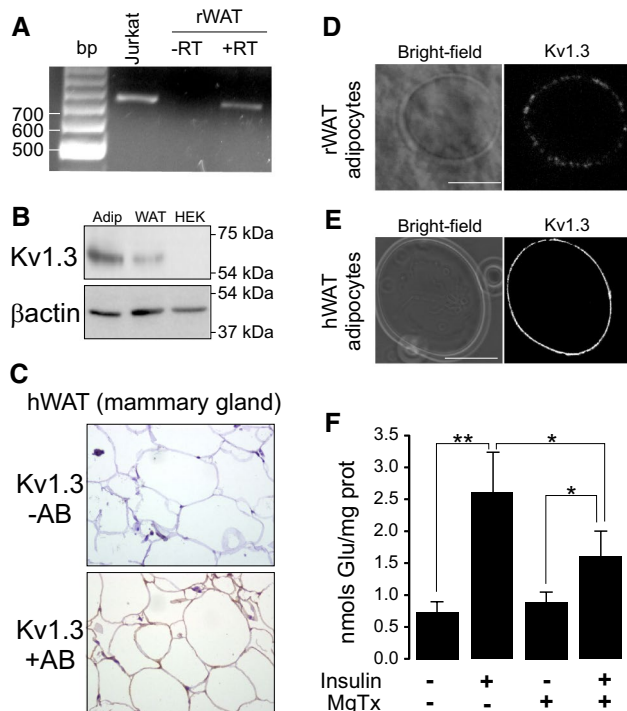 A
bp
Jurkat
rWAT
-RT +RT
700
600
500
B
Adip WAT HEK
Kv1.3
75 kDa
54 kDa
βactin
54 kDa
37 kDa
C
hWAT (mammary gland)
Kv1.3
-AB
Kv1.3
+AB
D
Bright-field Kv1.3
rWAT
adipocytes
E
Bright-field Kv1.3
hWAT
adipocytes
F
nmols Glu/mg prot
3.5
3.0
2.5
2.0
1.5
1.0
0.5
0.0
** *
*
Insulin - + - +
MgTx - - + +